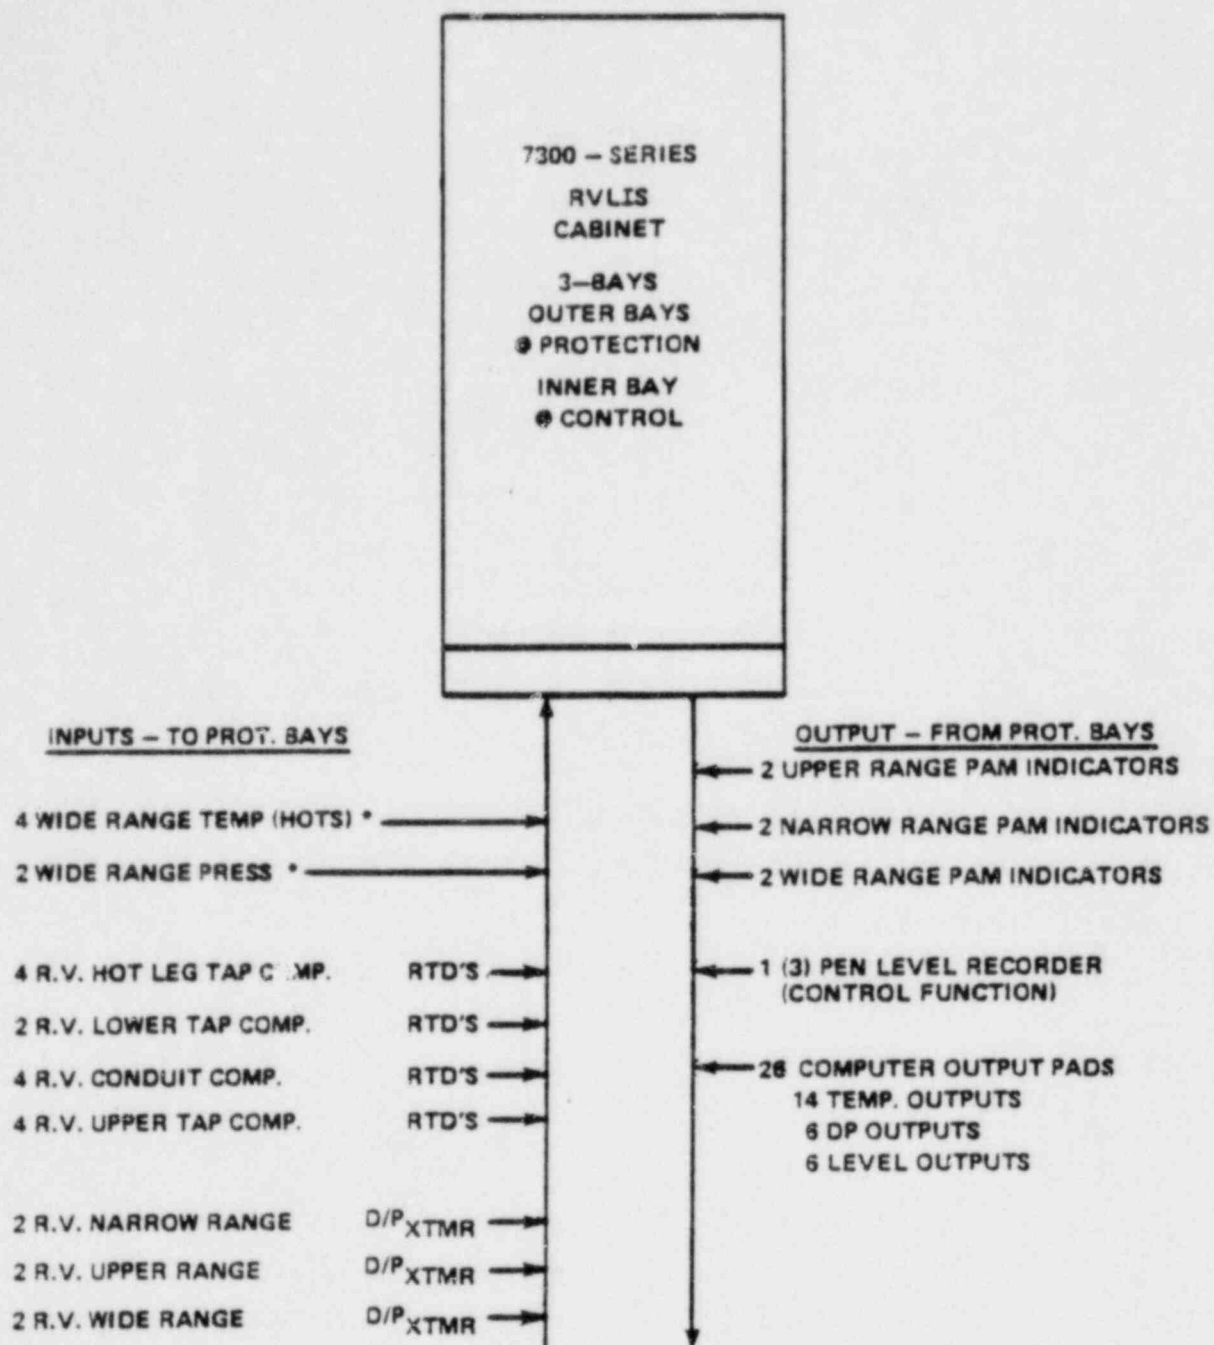 7300 – SERIES
RVLIS
CABINET
3–BAYS
OUTER BAYS
@ PROTECTION
INNER BAY
@ CONTROL
INPUTS – TO PROT. BAYS
4 WIDE RANGE TEMP (HOTS) *
2 WIDE RANGE PRESS *
4 R.V. HOT LEG TAP RTD'S
2 R.V. LOWER TAP COMP. RTD'S
4 R.V. CONDUIT COMP. RTD'S
4 R.V. UPPER TAP COMP. RTD'S
2 R.V. NARROW RANGE D/P XTMR
2 R.V. UPPER RANGE D/P XTMR
2 R.V. WIDE RANGE D/P XTMR
OUTPUT – FROM PROT. BAYS
2 UPPER RANGE PAM INDICATORS
2 NARROW RANGE PAM INDICATORS
2 WIDE RANGE PAM INDICATORS
1 (3) PEN LEVEL RECORDER
(CONTROL FUNCTION)
26 COMPUTER OUTPUT PADS
14 TEMP. OUTPUTS
6 DP OUTPUTS
6 LEVEL OUTPUTS